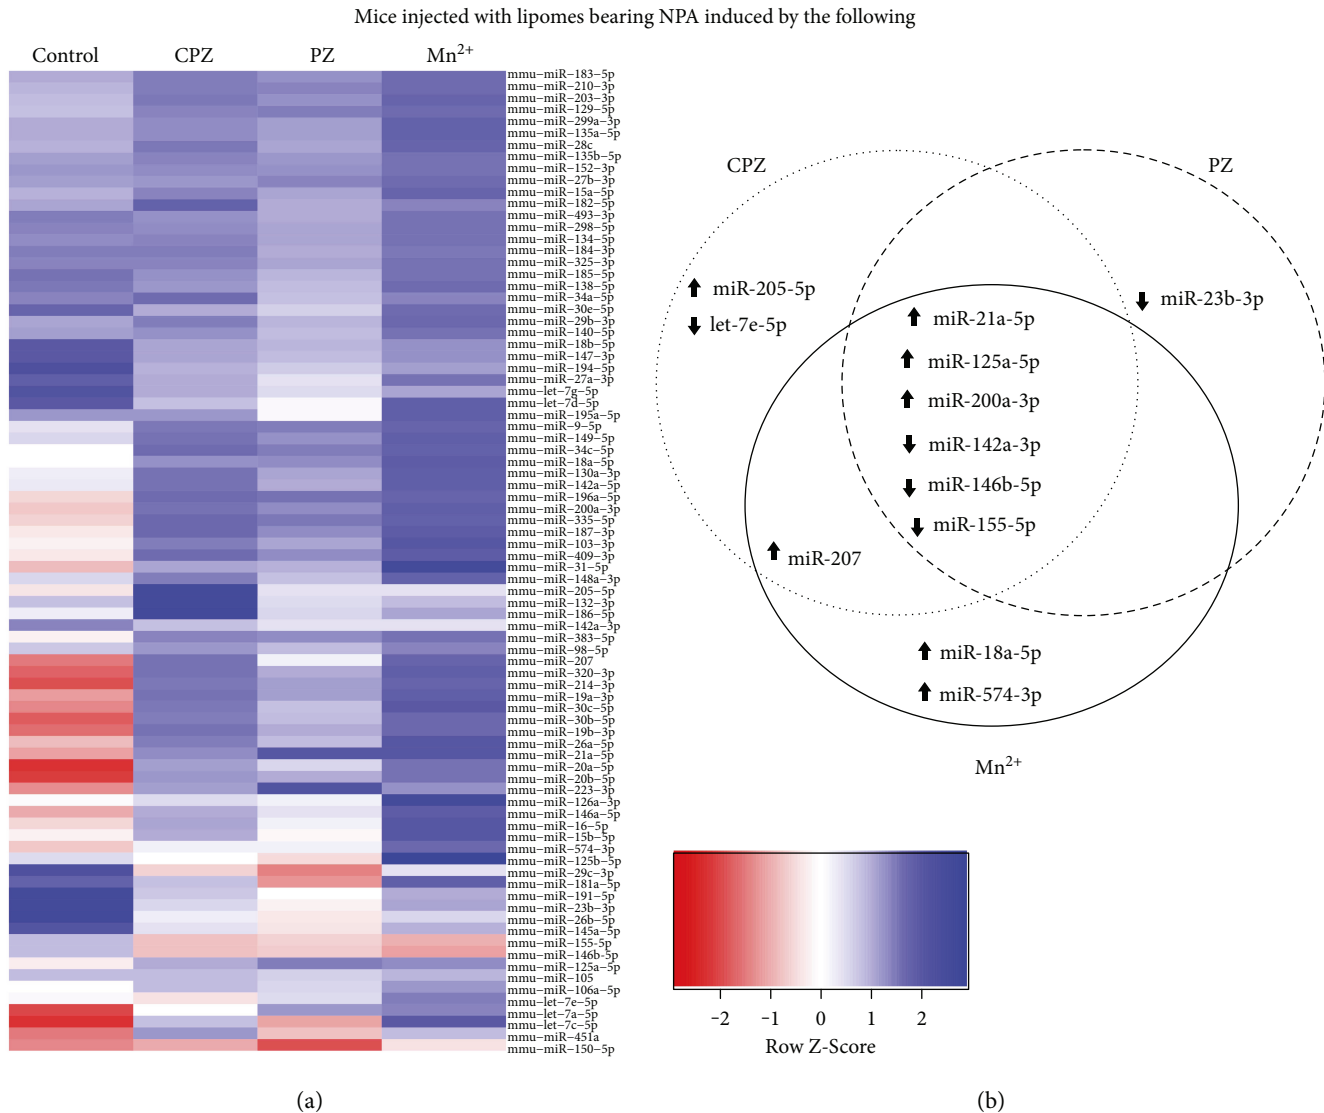 Mice injected with lipomes bearing NPA induced by the following
Control CPZ PZ Mn²⁺
mmu−miR−183−5p
mmu−miR−210−3p
mmu−miR−203−3p
mmu−miR−129−5p
mmu−miR−299a−3p
mmu−miR−135a−5p
mmu−miR−28c
mmu−miR−135b−5p
mmu−miR−152−3p
mmu−miR−27b−3p
mmu−miR−15a−5p
mmu−miR−182−5p
mmu−miR−493−3p
mmu−miR−298−5p
mmu−miR−134−5p
mmu−miR−184−3p
mmu−miR−325−3p
mmu−miR−185−5p
mmu−miR−138−5p
mmu−miR−34a−5p
mmu−miR−30e−5p
mmu−miR−29b−3p
mmu−miR−140−5p
mmu−miR−18b−5p
mmu−miR−147−3p
mmu−miR−194−5p
mmu−miR−27a−3p
mmu−let−7g−5p
mmu−let−7d−5p
mmu−miR−195a−5p
mmu−miR−9−5p
mmu−miR−149−5p
mmu−miR−34c−5p
mmu−miR−18a−5p
mmu−miR−130a−3p
mmu−miR−142a−5p
mmu−miR−196a−5p
mmu−miR−200a−3p
mmu−miR−335−5p
mmu−miR−187−3p
mmu−miR−103−3p
mmu−miR−409−3p
mmu−miR−31−5p
mmu−miR−148a−3p
mmu−miR−205−5p
mmu−miR−132−3p
mmu−miR−186−5p
mmu−miR−142a−3p
mmu−miR−383−5p
mmu−miR−98−5p
mmu−miR−207
mmu−miR−320−3p
mmu−miR−214−3p
mmu−miR−19a−3p
mmu−miR−30c−5p
mmu−miR−30b−5p
mmu−miR−19b−3p
mmu−miR−26a−5p
mmu−miR−21a−5p
mmu−miR−20a−5p
mmu−miR−20b−5p
mmu−miR−223−3p
mmu−miR−126a−3p
mmu−miR−146a−5p
mmu−miR−16−5p
mmu−miR−15b−5p
mmu−miR−574−3p
mmu−miR−125b−5p
mmu−miR−29c−3p
mmu−miR−181a−5p
mmu−miR−191−5p
mmu−miR−23b−3p
mmu−miR−26b−5p
mmu−miR−145a−5p
mmu−miR−155−5p
mmu−miR−146b−5p
mmu−miR−125a−5p
mmu−miR−105
mmu−miR−106a−5p
mmu−let−7e−5p
mmu−let−7a−5p
mmu−let−7c−5p
mmu−miR−451a
mmu−miR−150−5p
(a)
CPZ
PZ
miR-205-5p
let-7e-5p
miR-23b-3p
miR-21a-5p
miR-125a-5p
miR-200a-3p
miR-142a-3p
miR-146b-5p
miR-155-5p
miR-207
miR-18a-5p
miR-574-3p
Mn²⁺
−2 −1 0 1 2
Row Z-Score
(b)